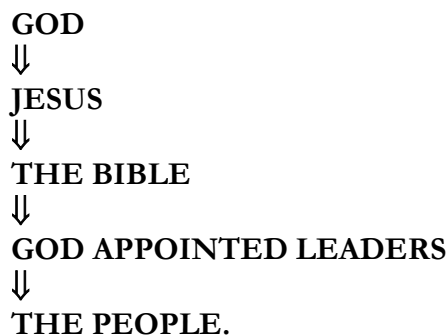 GOD
⇓
JESUS
⇓
THE BIBLE
⇓
GOD APPOINTED LEADERS
⇓
THE PEOPLE.